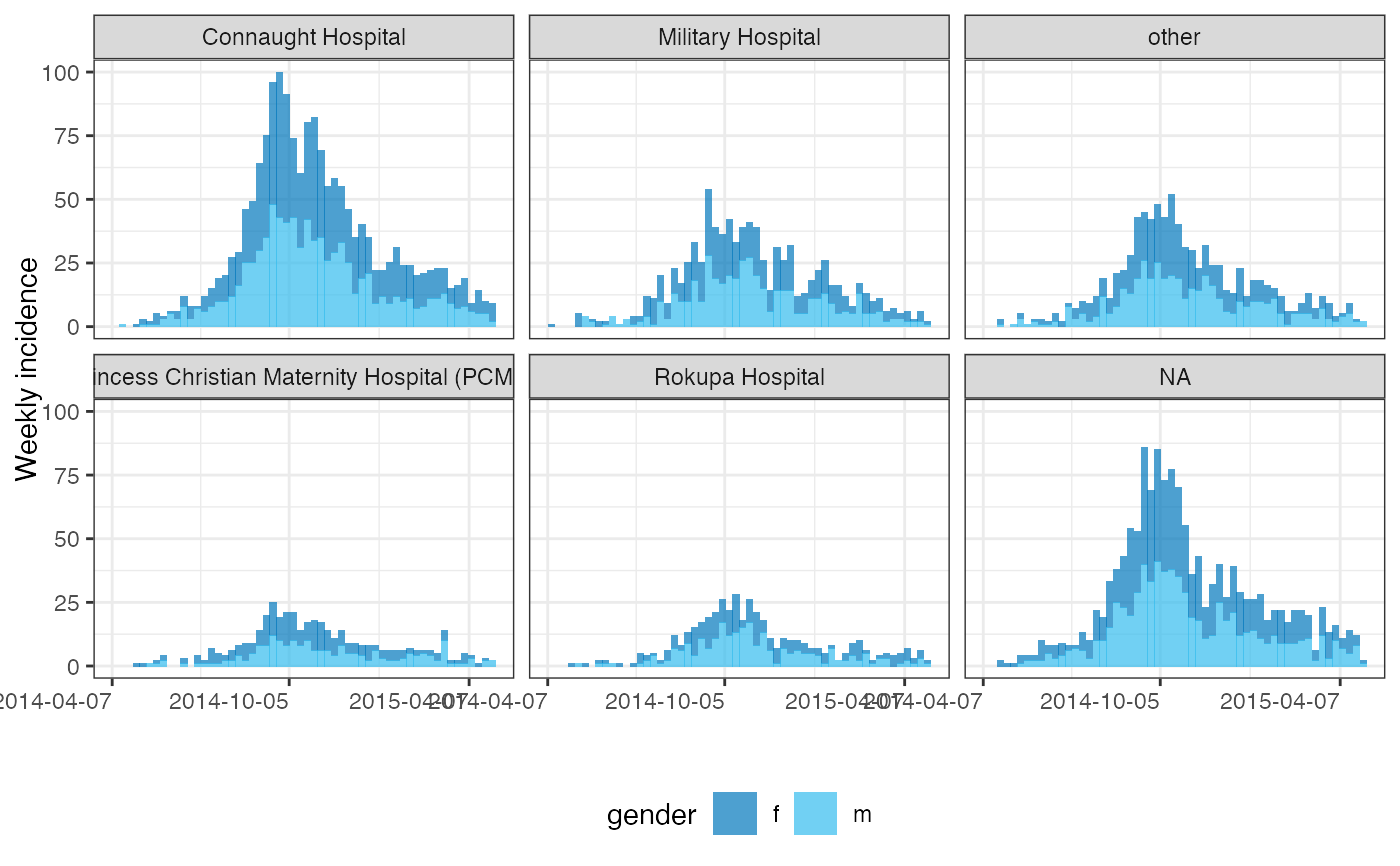 Connaught Hospital
Military Hospital
other
100
75
50
25
0
Weekly incidence
incess Christian Maternity Hospital (PCM
Rokupa Hospital
NA
100
75
50
25
0
2014-04-07
2014-10-05
2015-04-07
2014-04-07
2014-10-05
2015-04-07
2014-04-07
2014-10-05
2015-04-07
gender f m